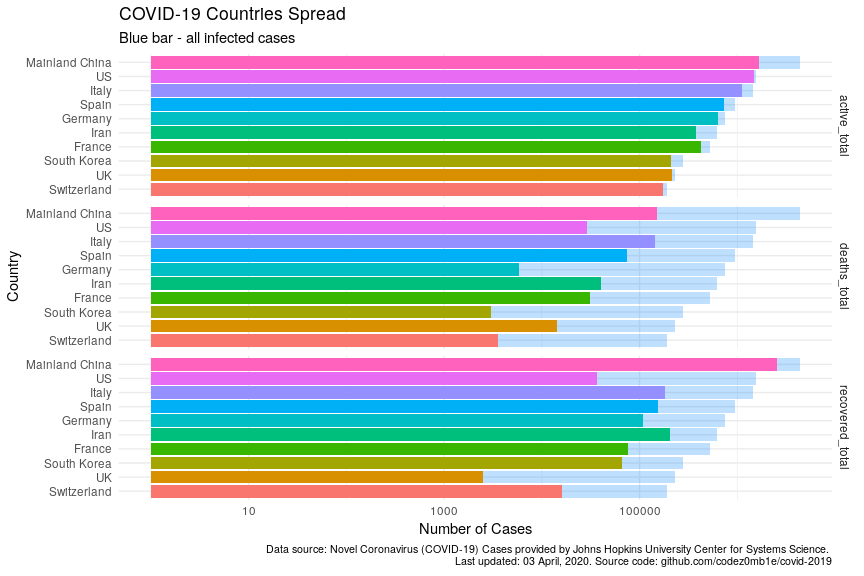 COVID-19 Countries Spread
Blue bar - all infected cases
Country
Mainland China
US
Italy
Spain
Germany
Iran
France
South Korea
UK
Switzerland
active_total
Mainland China
US
Italy
Spain
Germany
Iran
France
South Korea
UK
Switzerland
deaths_total
Mainland China
US
Italy
Spain
Germany
Iran
France
South Korea
UK
Switzerland
recovered_total
10
1000
100000
Number of Cases
Data source: Novel Coronavirus (COVID-19) Cases provided by Johns Hopkins University Center for Systems Science.
Last updated: 03 April, 2020. Source code: github.com/codez0mb1e/covid-2019